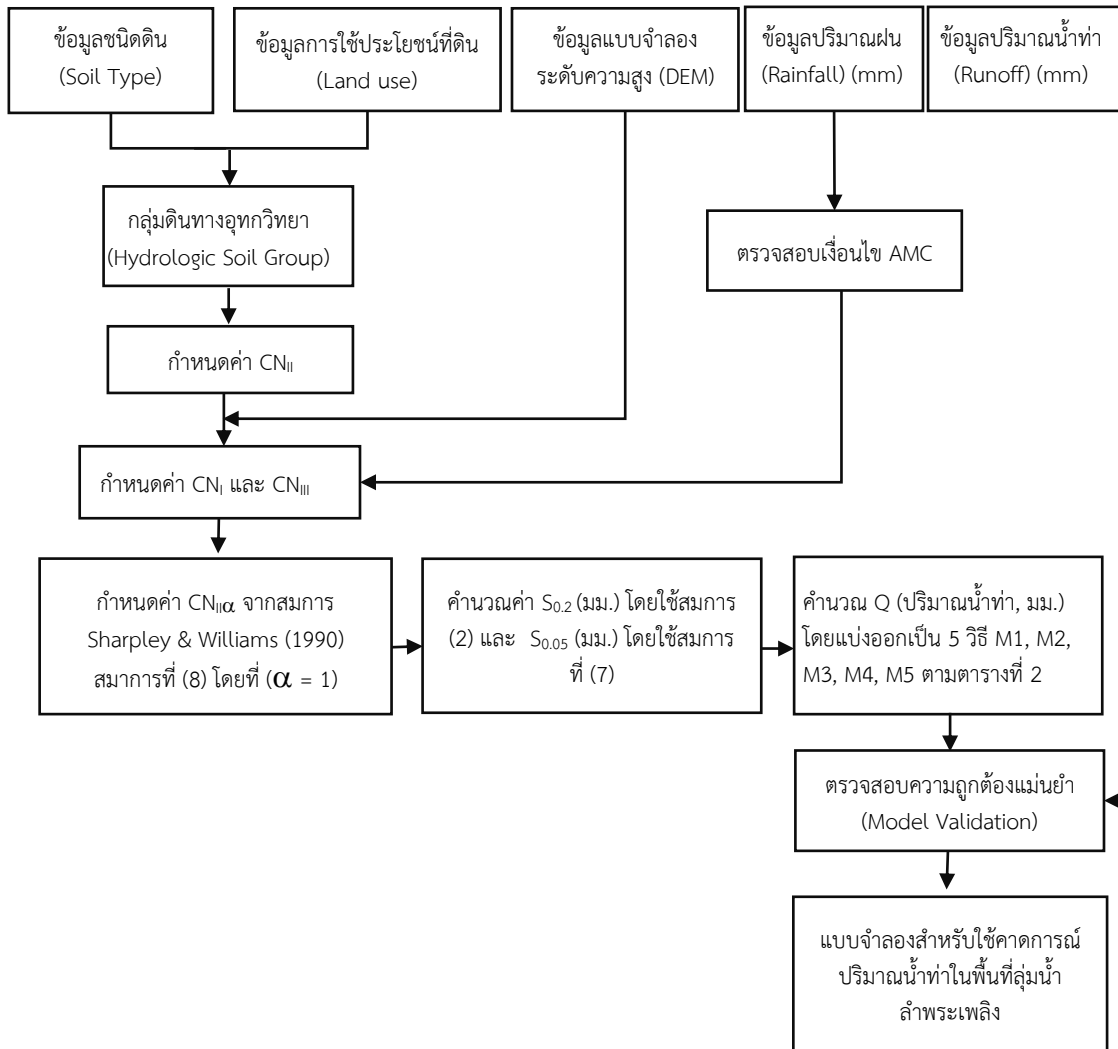 ข้อมูลชนิดดิน
(Soil Type)
ข้อมูลการใช้ประโยชน์ที่ดิน
(Land use)
ข้อมูลแบบจำลอง
ระดับความสูง (DEM)
ข้อมูลปริมาณฝน
(Rainfall) (mm)
ข้อมูลปริมาณน้ำท่า
(Runoff) (mm)
กลุ่มดินทางอุทกวิทยา
(Hydrologic Soil Group)
ตรวจสอบเงื่อนไข AMC
กำหนดค่า CN_II
กำหนดค่า CN_I และ CN_III
กำหนดค่า CN_IIα จากสมการ
Sharpley & Williams (1990)
สมาการที่ (8) โดยที่ (α = 1)
คำนวณค่า S_0.2 (มม.) โดยใช้สมการ
(2) และ S_0.05 (มม.) โดยใช้สมการ
ที่ (7)
คำนวณ Q (ปริมาณน้ำท่า, มม.)
โดยแบ่งออกเป็น 5 วิธี M1, M2,
M3, M4, M5 ตามตารางที่ 2
ตรวจสอบความถูกต้องแม่นยำ
(Model Validation)
แบบจำลองสำหรับใช้คาดการณ์
ปริมาณน้ำท่าในพื้นที่ลุ่มน้ำ
ลำพระเพลิง